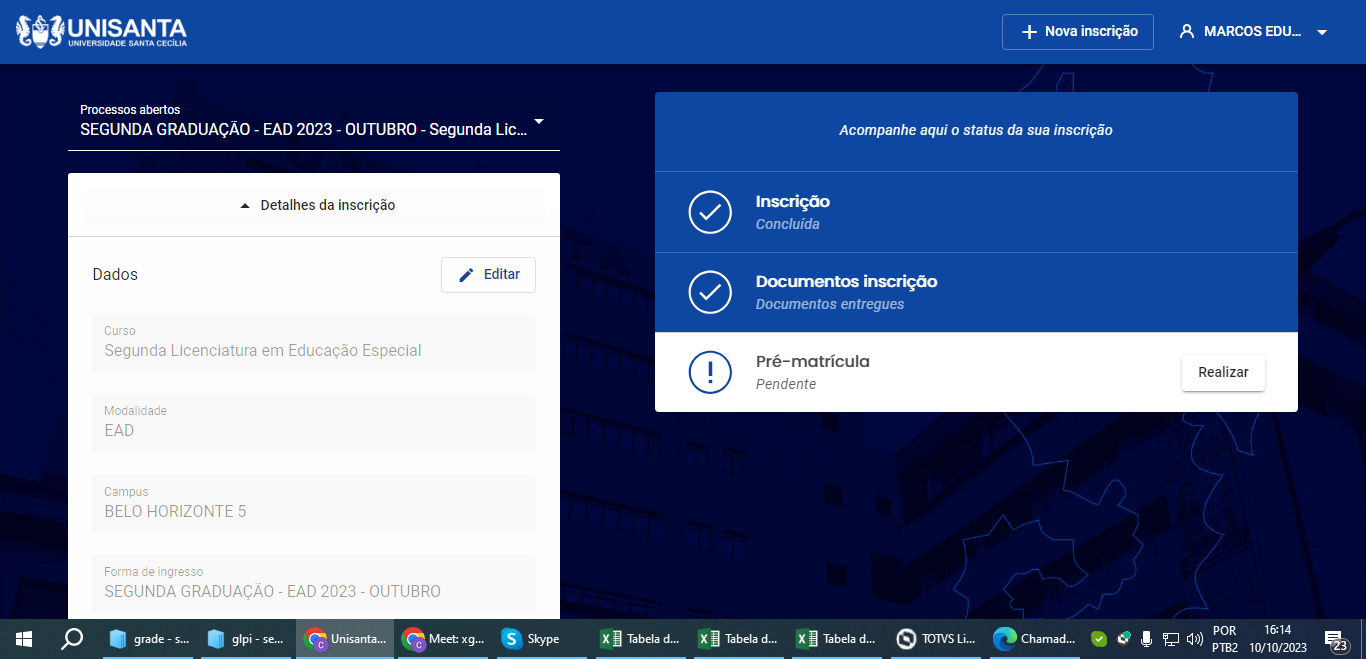 UNISANTA
UNIVERSIDADE SANTA CECÍLIA
Nova inscrição
MARCOS EDU...
Processos abertos
SEGUNDA GRADUAÇÃO - EAD 2023 - OUTUBRO - Segunda Lic...
Detalhes da inscrição
Dados
Editar
Curso
Segunda Licenciatura em Educação Especial
Modalidade
EAD
Campus
BELO HORIZONTE 5
Forma de ingresso
SEGUNDA GRADUAÇÃO - EAD 2023 - OUTUBRO
Acompanhe aqui o status da sua inscrição
Inscrição
Concluída
Documentos inscrição
Documentos entregues
Pré-matrícula
Pendente
Realizar
grade - s...
glpi - se...
Unisanta...
Meet: xg...
Skype
Tabela d...
Tabela d...
Tabela d...
TOTVS Li...
Chamad...
POR
PTB2
16:14
10/10/2023
23